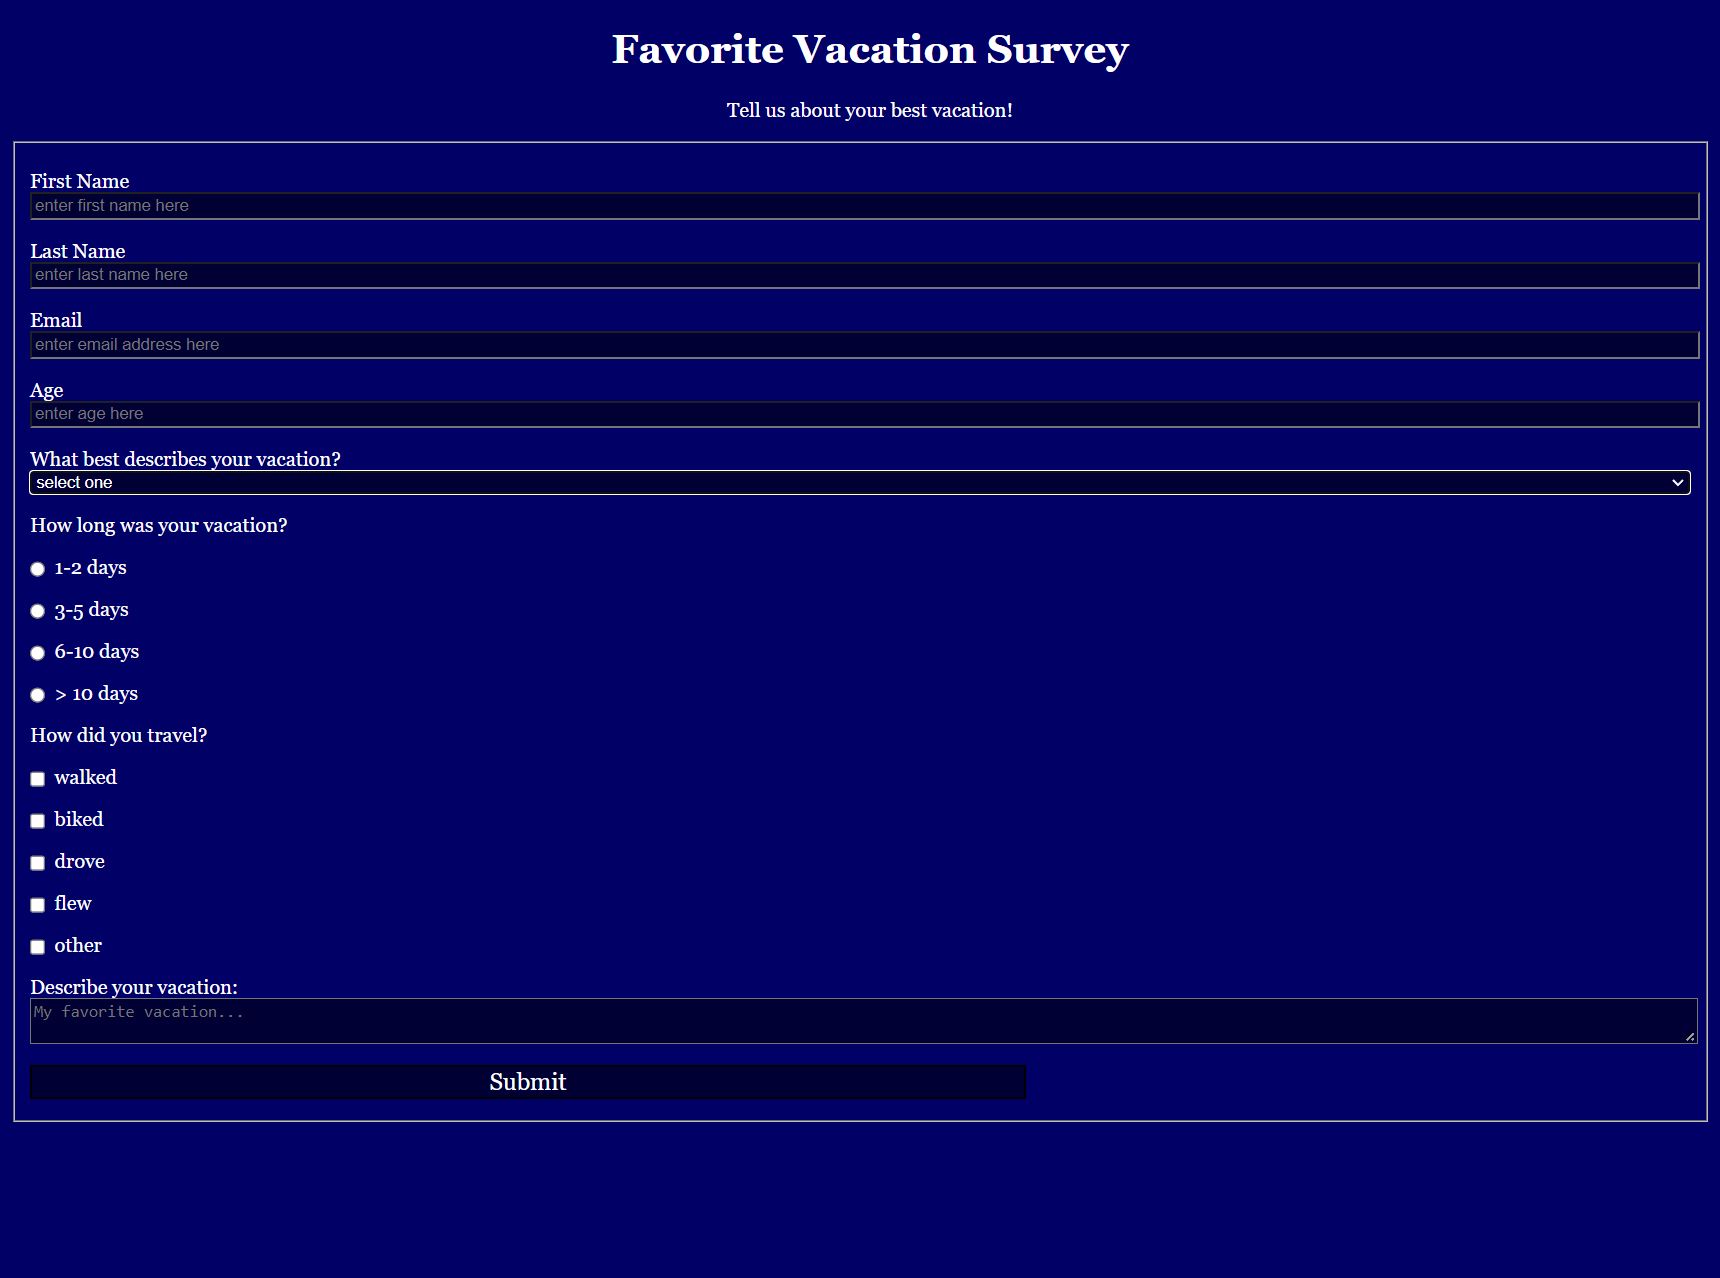 Favorite Vacation Survey
Tell us about your best vacation!
First Name
enter first name here
Last Name
enter last name here
Email
enter email address here
Age
enter age here
What best describes your vacation?
select one
How long was your vacation?
1-2 days
3-5 days
6-10 days
> 10 days
How did you travel?
walked
biked
drove
flew
other
Describe your vacation:
My favorite vacation...
Submit